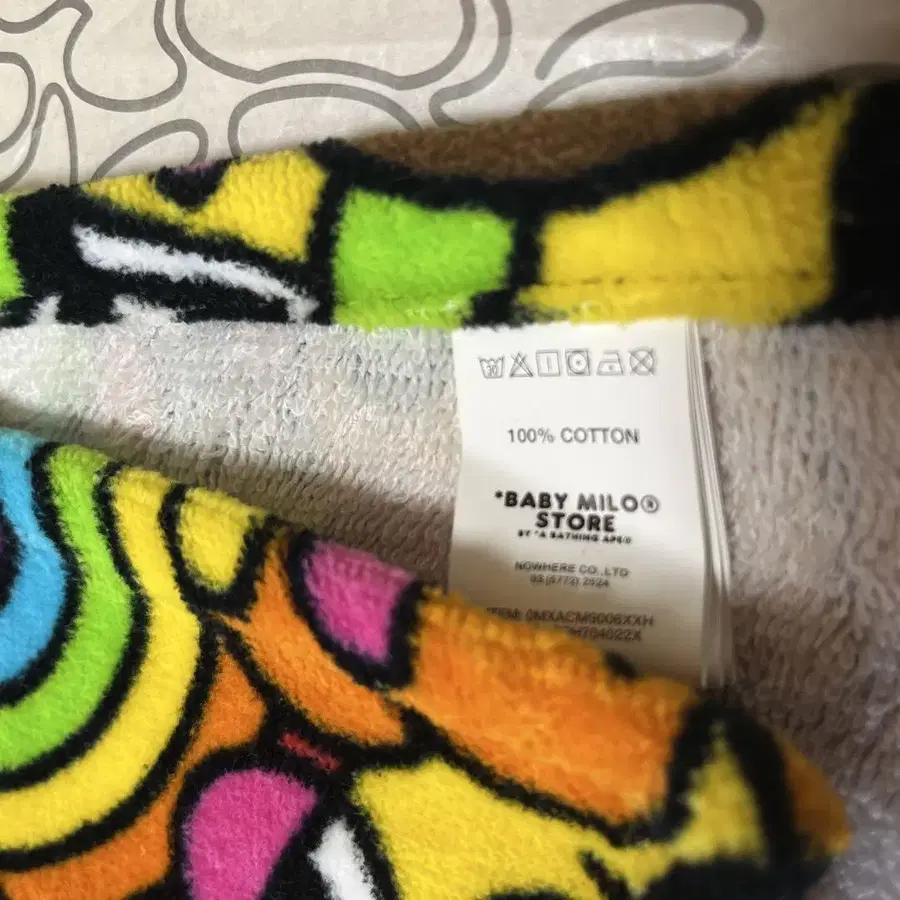 100% COTTON
*BABY MILO®
STORE
BY *A BATHING APE®
NOWHERE CO.,LTD
03 (5772) 2524